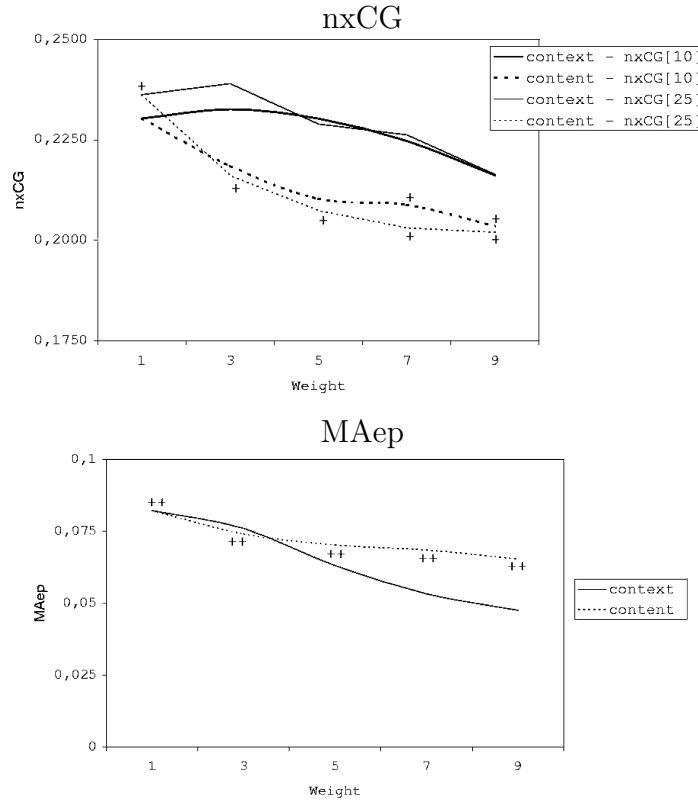 nxCG
0,2500
0,2250
0,2000
0,1750
nxCG
+
+
+
+
+
+
+
1
3
5
7
9
Weight
context - nxCG[10]
content - nxCG[10]
context - nxCG[25]
content - nxCG[25]
MAep
0,1
0,075
0,05
0,025
0
MAep
++
++
++
++
++
1
3
5
7
9
Weight
context
content